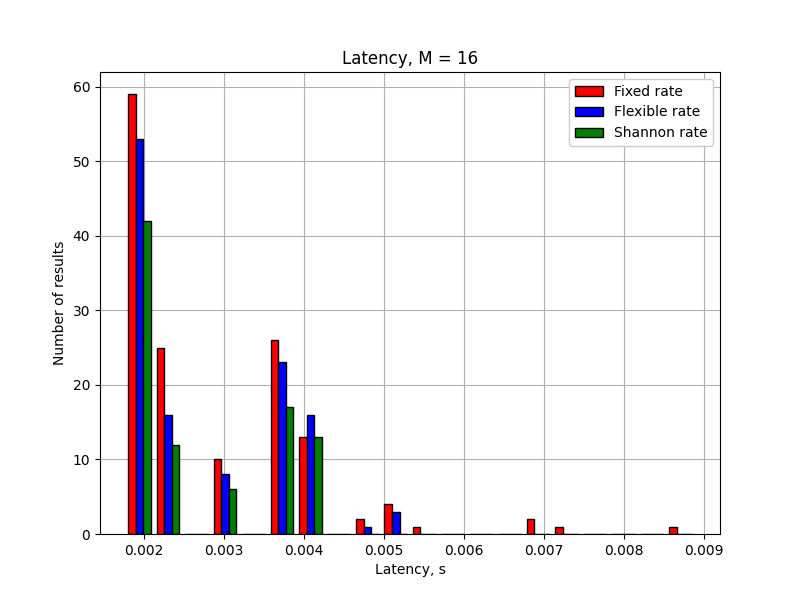 Latency, M = 16
Fixed rate
Flexible rate
Shannon rate
Number of results
60
50
40
30
20
10
0
0.002 0.003 0.004 0.005 0.006 0.007 0.008 0.009
Latency, s